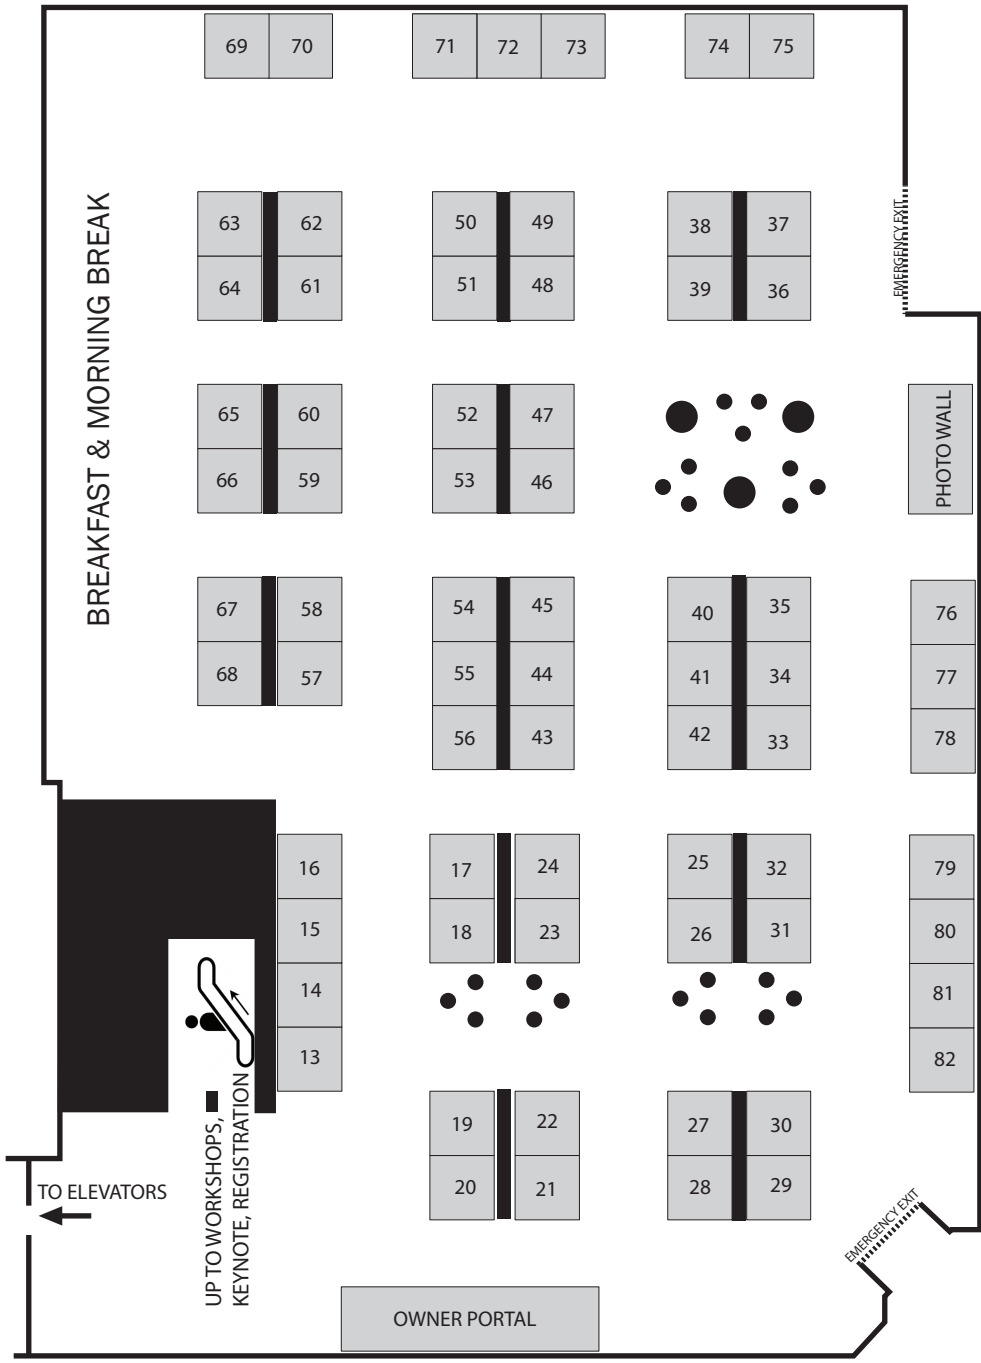 69 70 71 72 73 74 75
63 62 50 49 38 37
64 61 51 48 39 36
EMERGENCY EXIT
BREAKFAST & MORNING BREAK
65 60 52 47
66 59 53 46
PHOTO WALL
67 58 54 45 40 35 76
68 57 55 44 41 34 77
56 43 42 33 78
16 17 24 25 32 79
15 18 23 26 31 80
14 81
13 82
UP TO WORKSHOPS,
KEYNOTE, REGISTRATION
19 22 27 30
20 21 28 29
TO ELEVATORS
EMERGENCY EXIT
OWNER PORTAL